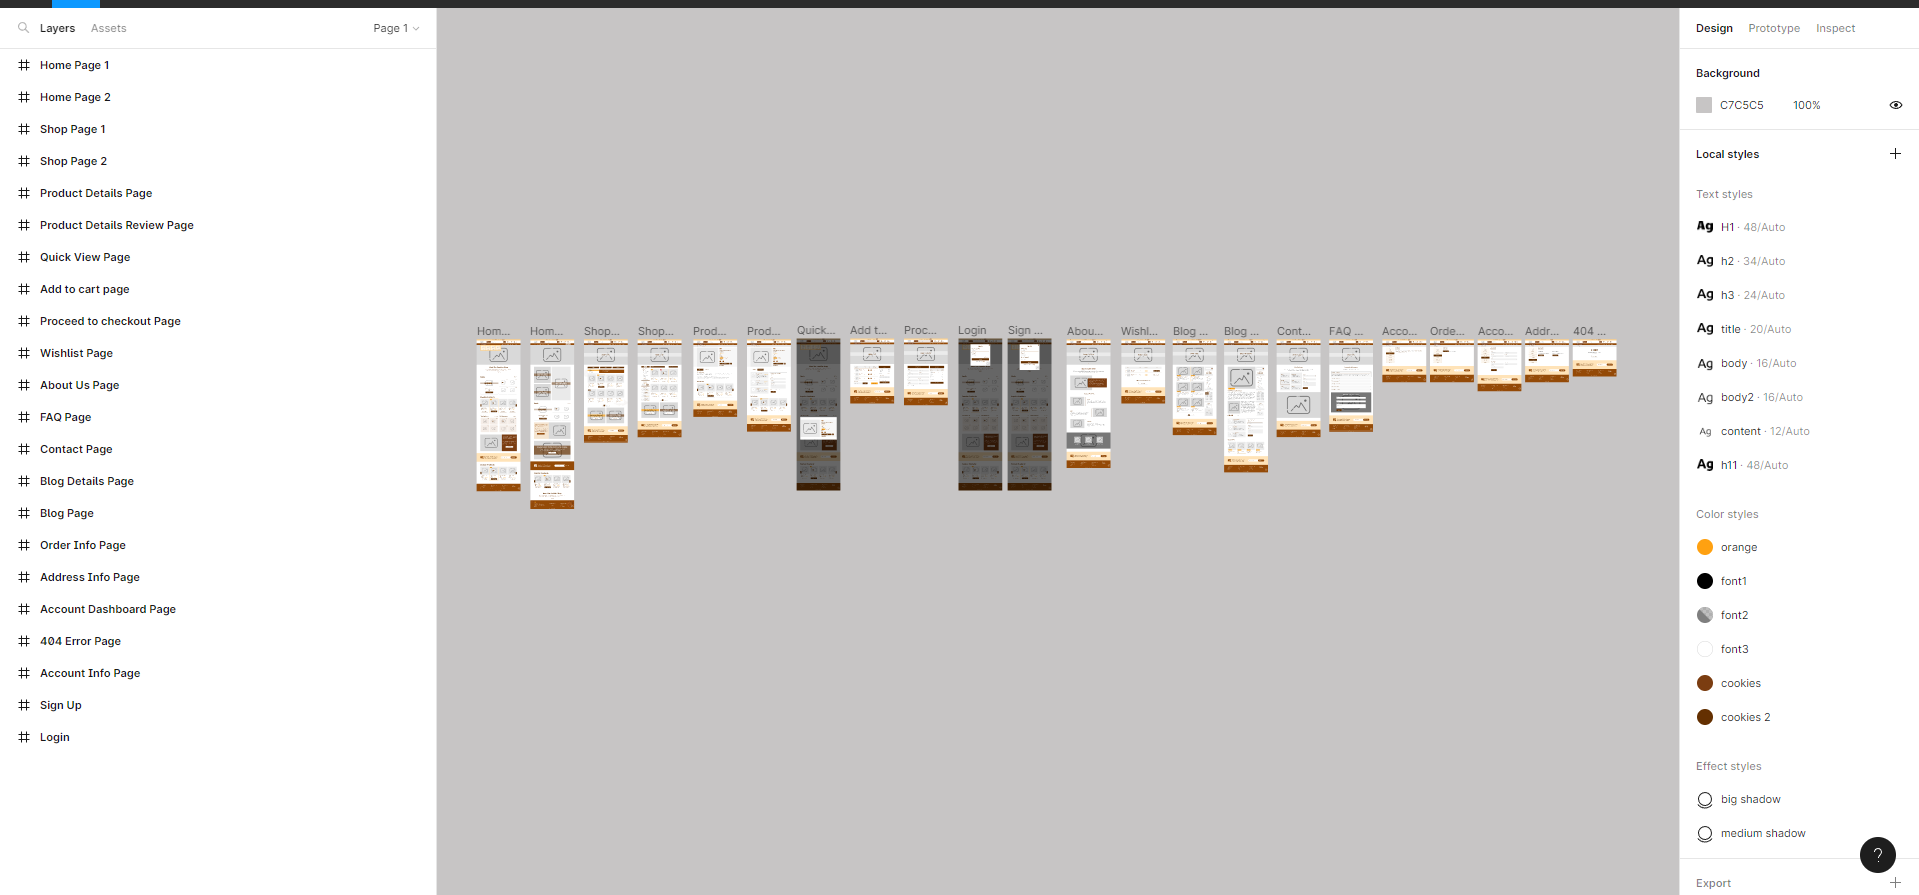 Layers Assets Page 1
Home Page 1
Home Page 2
Shop Page 1
Shop Page 2
Product Details Page
Product Details Review Page
Quick View Page
Add to cart page
Proceed to checkout Page
Wishlist Page
About Us Page
FAQ Page
Contact Page
Blog Details Page
Blog Page
Order Info Page
Address Info Page
Account Dashboard Page
404 Error Page
Account Info Page
Sign Up
Login
Hom... Hom... Shop... Shop... Prod... Prod... Quick... Add t... Proc... Login Sign ... Abou... Wishl... Blog ... Blog ... Cont... FAQ ... Acco... Orde... Acco... Addr... 404 ...
Design Prototype Inspect
Background
C7C5C5 100%
Local styles
Text styles
Ag H1 · 48/Auto
Ag h2 · 34/Auto
Ag h3 · 24/Auto
Ag title · 20/Auto
Ag body · 16/Auto
Ag body2 · 16/Auto
Ag content · 12/Auto
Ag h11 · 48/Auto
Color styles
orange
font1
font2
font3
cookies
cookies 2
Effect styles
big shadow
medium shadow
?
Export